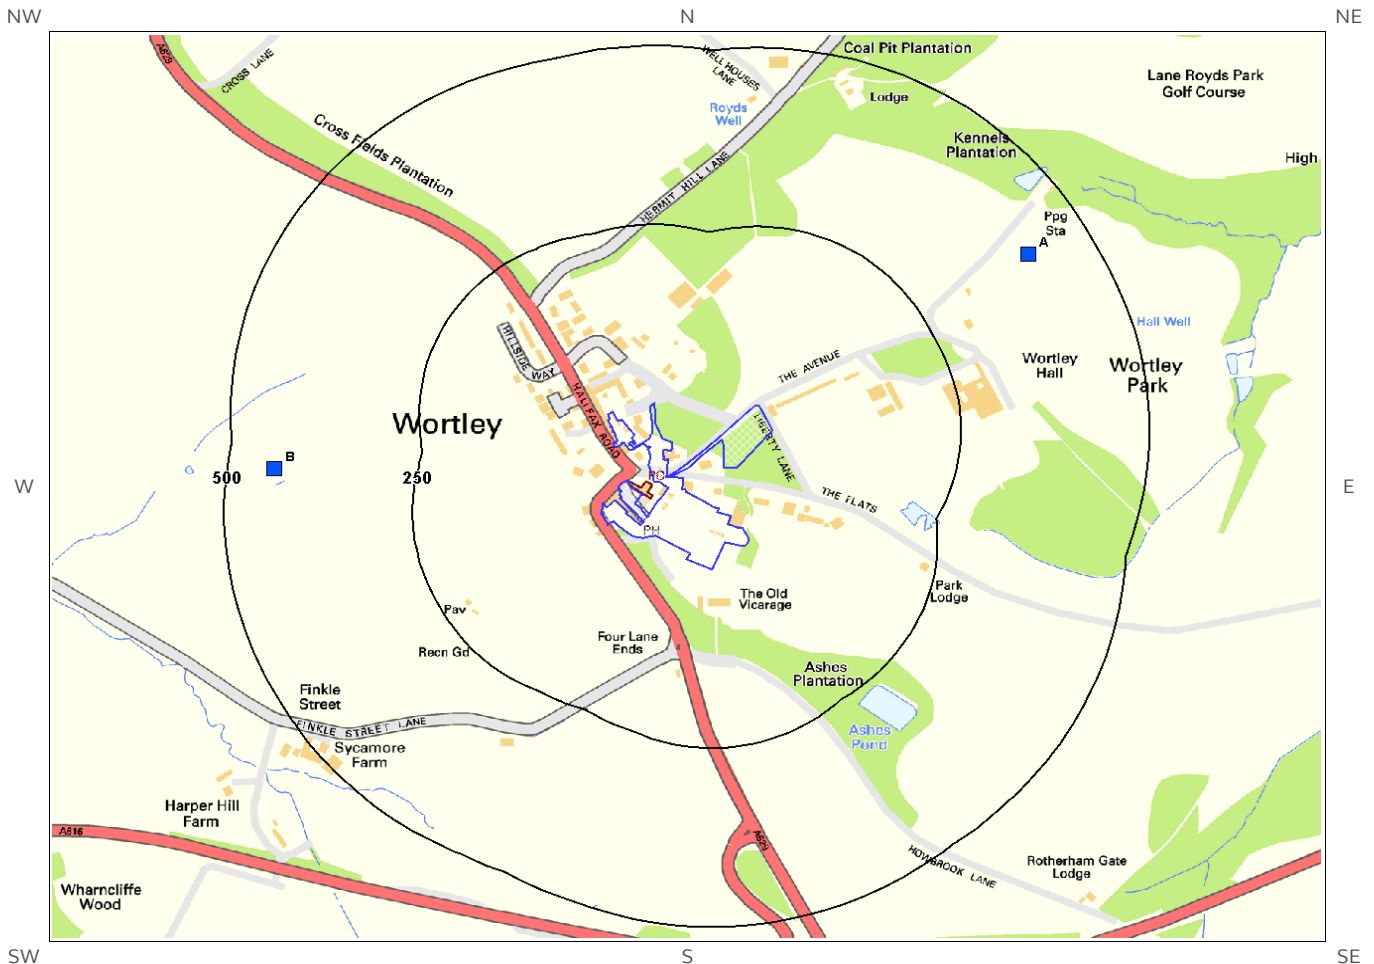 NW
N
NE
A629
CROSS LANE
WELLHOUSES
LANE
Coal Pit Plantation
Lane Royds Park
Golf Course
Lodge
Royds
Well
Cross Fields Plantation
Kennels
Plantation
High
HERMIT HILL LANE
Ppg
Sta
A
Hall Well
HILLSIDE
WAY
THE AVENUE
Wortley
Hall
Wortley
Park
HALIFAX ROAD
Wortley
LIBERTY LANE
B
500
250
PO
W
E
THE FLATS
PH
Park
Lodge
The Old
Vicarage
Pav
Four Lane
Ends
Recn Gd
Ashes
Plantation
Finkle
Street
FINKLE STREET LANE
Ashes
Pond
Sycamore
Farm
Harper Hill
Farm
A616
A629
HOWBROOK LANE
Rotherham Gate
Lodge
Wharncliffe
Wood
SW
S
SE